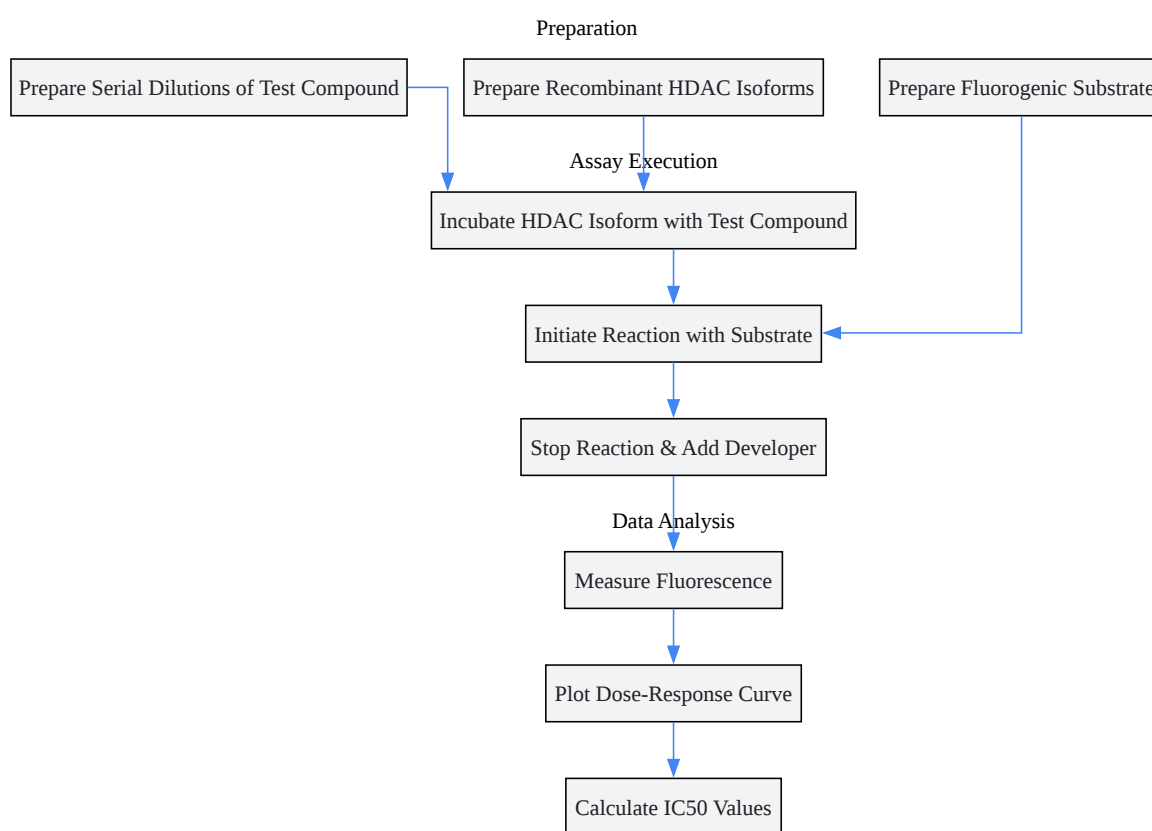 Preparation
Prepare Serial Dilutions of Test Compound
Prepare Recombinant HDAC Isoforms
Prepare Fluorogenic Substrate
Assay Execution
Incubate HDAC Isoform with Test Compound
Initiate Reaction with Substrate
Stop Reaction & Add Developer
Data Analysis
Measure Fluorescence
Plot Dose-Response Curve
Calculate IC50 Values